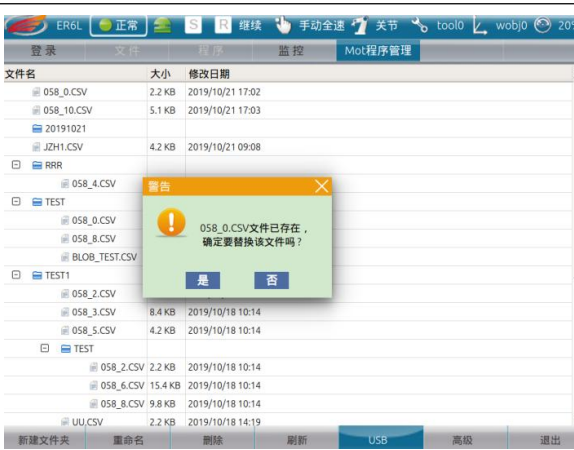 ER6L 正常 S R 继续 手动全速 关节 tool0 wobj0 20%
登录 文件 程序 监控 Mot程序管理
文件名 大小 修改日期
058_0.CSV 2.2 KB 2019/10/21 17:02
058_10.CSV 5.1 KB 2019/10/21 17:03
20191021
JZH1.CSV 4.2 KB 2019/10/21 09:08
RRR
058_4.CSV
TEST
058_0.CSV
058_8.CSV
BLOB_TEST.CSV
警告
058_0.CSV文件已存在，
确定要替换该文件吗？
是 否
TEST1
058_2.CSV
058_3.CSV 8.4 KB 2019/10/18 10:14
058_5.CSV 4.2 KB 2019/10/18 10:14
TEST
058_2.CSV 2.2 KB 2019/10/18 10:14
058_6.CSV 15.4 KB 2019/10/18 10:14
058_8.CSV 9.8 KB 2019/10/18 10:14
UU.CSV 2.2 KB 2019/10/18 14:19
新建文件夹 重命名 删除 刷新 USB 高级 退出